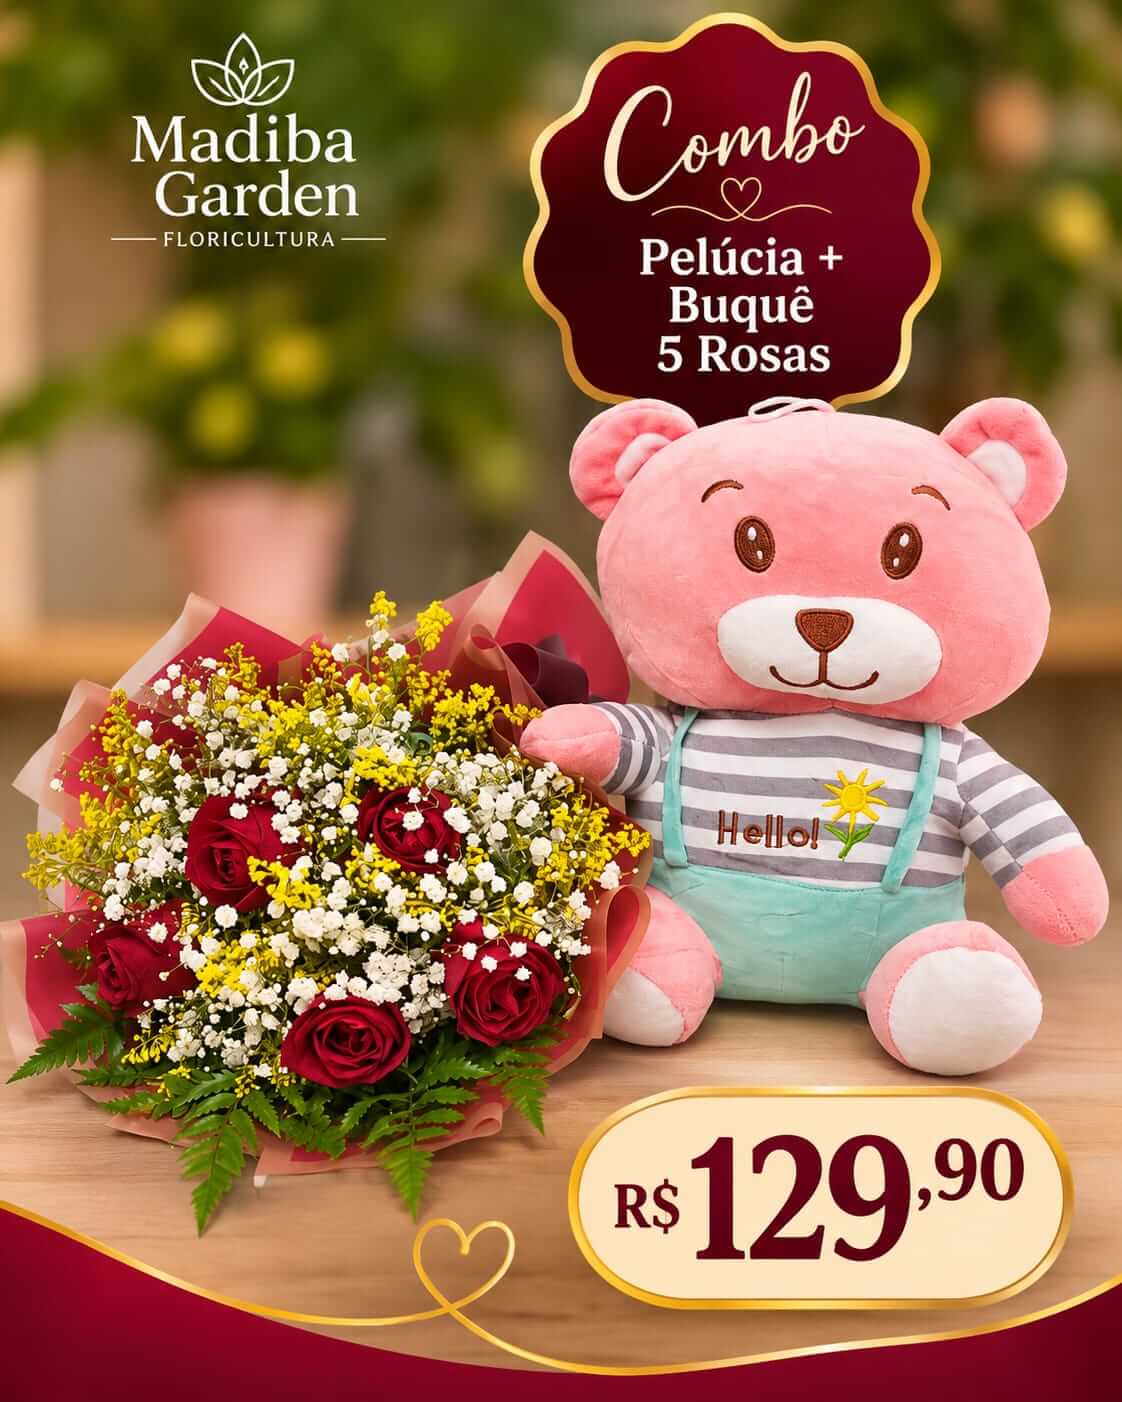 Madiba
Garden
FLORICULTURA
Combo
Pelúcia +
Buquê
5 Rosas
Hello!
R$ 129,90